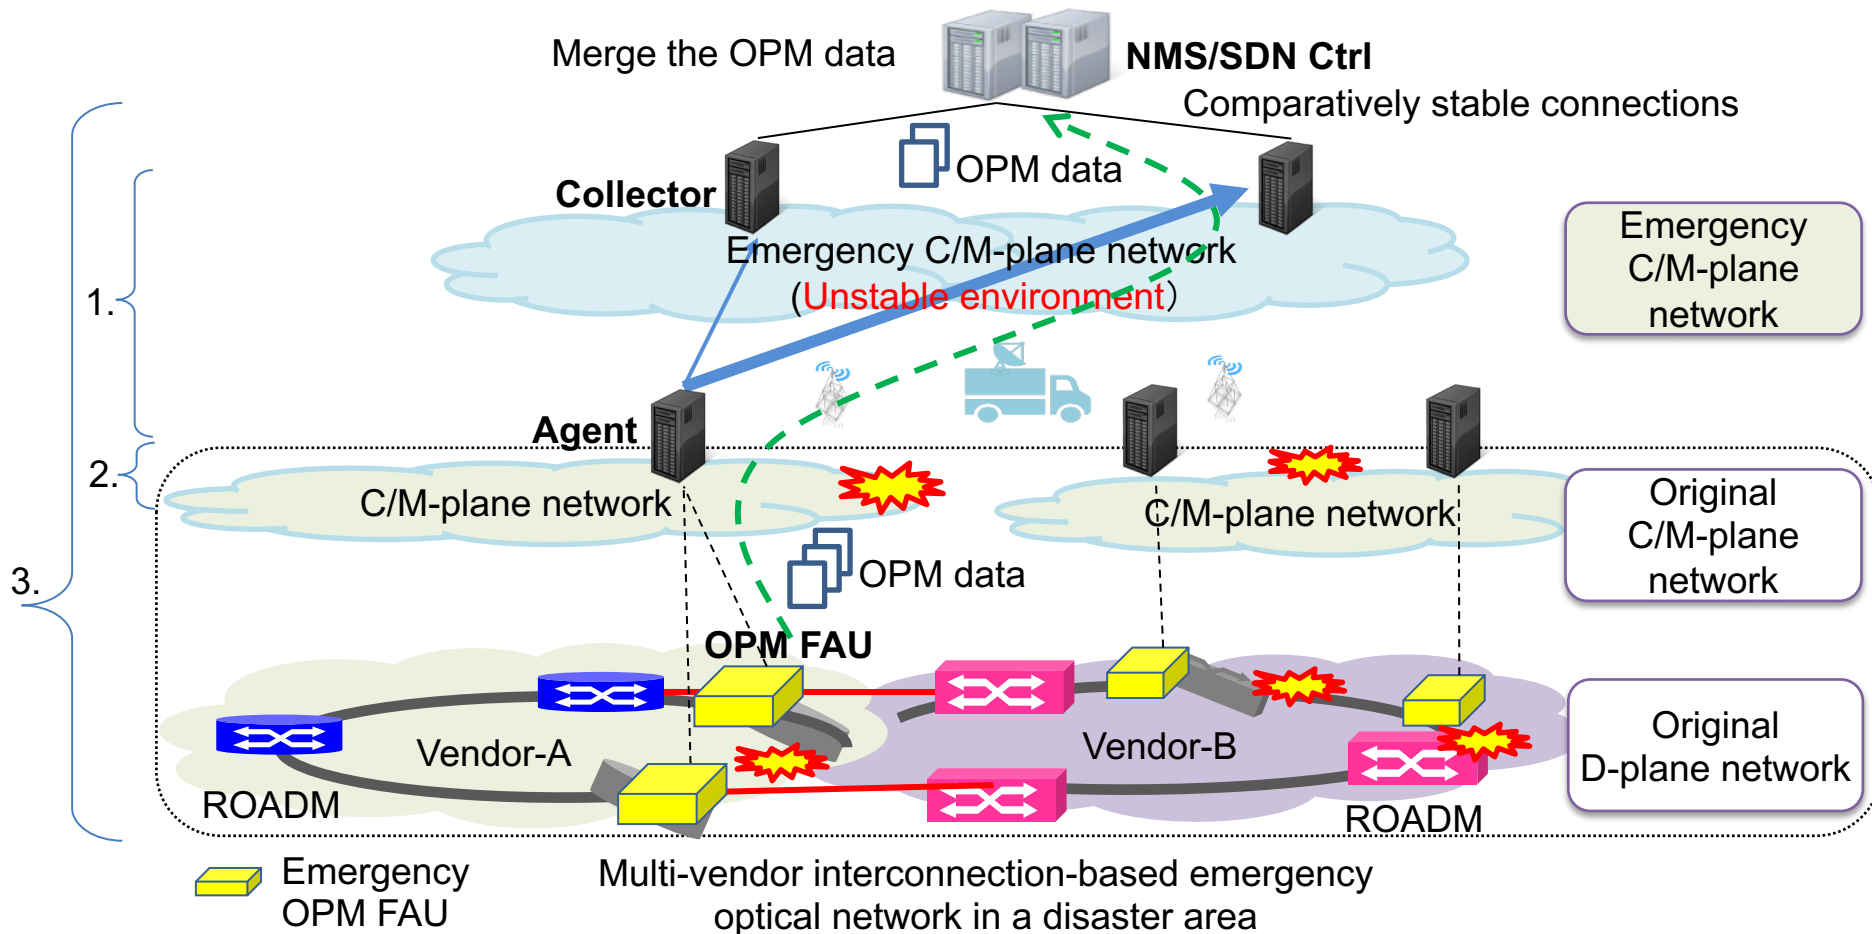 Merge the OPM data
NMS/SDN Ctrl
Comparatively stable connections
OPM data
Collector
Emergency C/M-plane network
(Unstable environment）
Emergency
C/M-plane
network
1.
Agent
2.
C/M-plane network
C/M-plane network
Original
C/M-plane
network
OPM data
3.
OPM FAU
Vendor-A
Vendor-B
Original
D-plane network
ROADM
ROADM
Emergency
OPM FAU
Multi-vendor interconnection-based emergency
optical network in a disaster area